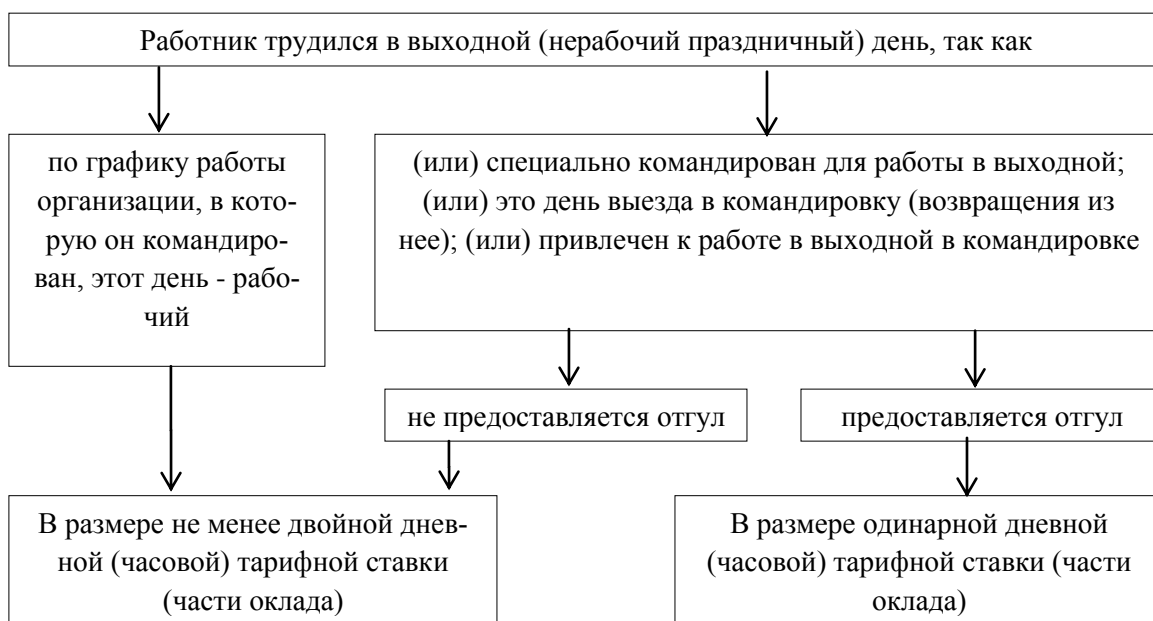 Работник трудился в выходной (нерабочий праздничный) день, так как
по графику работы
организации, в кото-
рую он командиро-
ван, этот день - рабо-
чий
(или) специально командирован для работы в выходной;
(или) это день выезда в командировку (возвращения из
нее); (или) привлечен к работе в выходной в командировке
не предоставляется отгул
предоставляется отгул
В размере не менее двойной днев-
ной (часовой) тарифной ставки
(части оклада)
В размере одинарной дневной
(часовой) тарифной ставки (части
оклада)